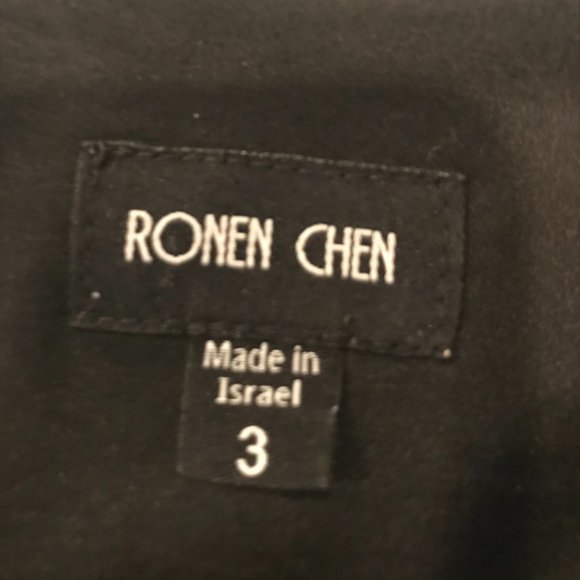 RONEN CHEN
Made in
Israel
3